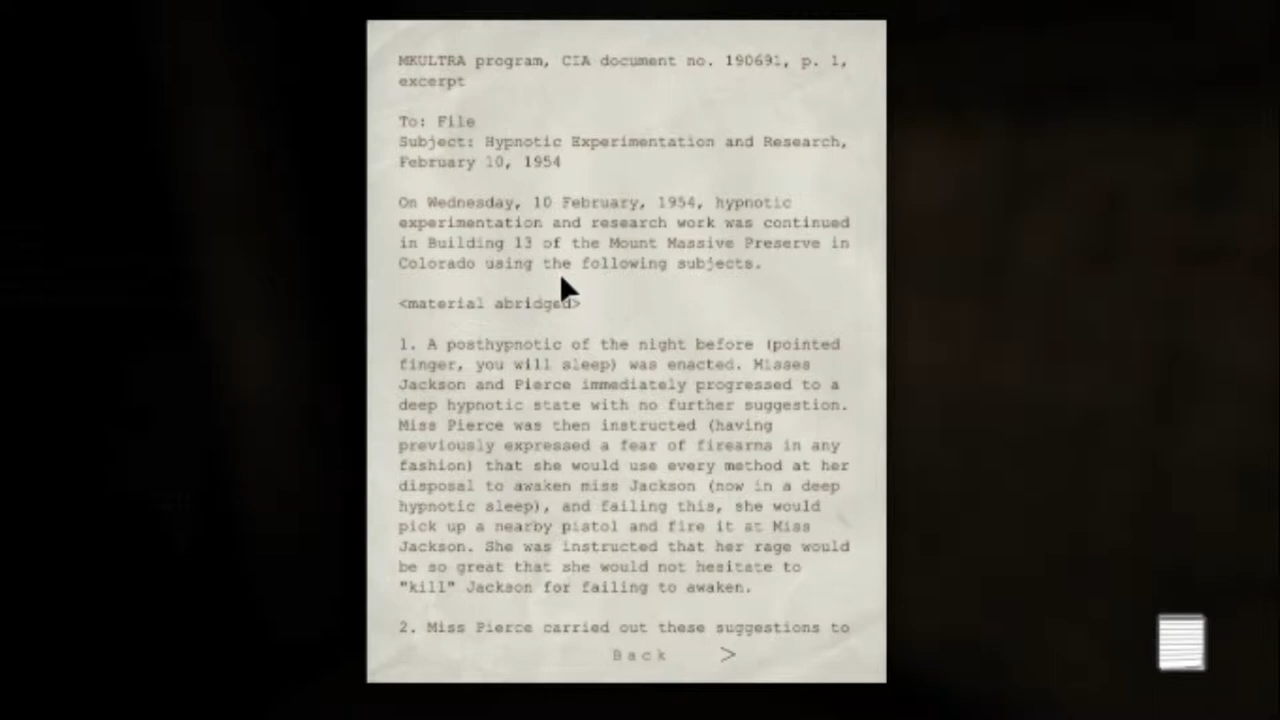 MKULTRA program, CIA document no. 190691, p. 1,
excerpt
To: File
Subject: Hypnotic Experimentation and Research,
February 10, 1954
On Wednesday, 10 February, 1954, hypnotic
experimentation and research work was continued
in Building 13 of the Mount Massive Preserve in
Colorado using the following subjects.
<material abridged>
1. A posthypnotic of the night before (pointed
finger, you will sleep) was enacted. Misses
Jackson and Pierce immediately progressed to a
deep hypnotic state with no further suggestion.
Miss Pierce was then instructed (having
previously expressed a fear of firearms in any
fashion) that she would use every method at her
disposal to awaken miss Jackson (now in a deep
hypnotic sleep), and failing this, she would
pick up a nearby pistol and fire it at Miss
Jackson. She was instructed that her rage would
be so great that she would not hesitate to
"kill" Jackson for failing to awaken.
2. Miss Pierce carried out these suggestions to
Back >